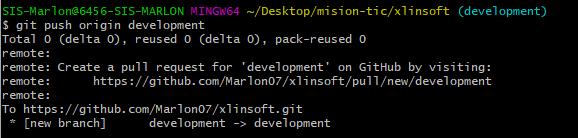 SIS-Marlon@6456-SIS-MARLON MINGW64 ~/Desktop/mision-tic/xlinsoft (development)
$ git push origin development
Total 0 (delta 0), reused 0 (delta 0), pack-reused 0
remote:
remote: Create a pull request for 'development' on GitHub by visiting:
remote:      https://github.com/Marlon07/xlinsoft/pull/new/development
remote:
To https://github.com/Marlon07/xlinsoft.git
 * [new branch]      development -> development